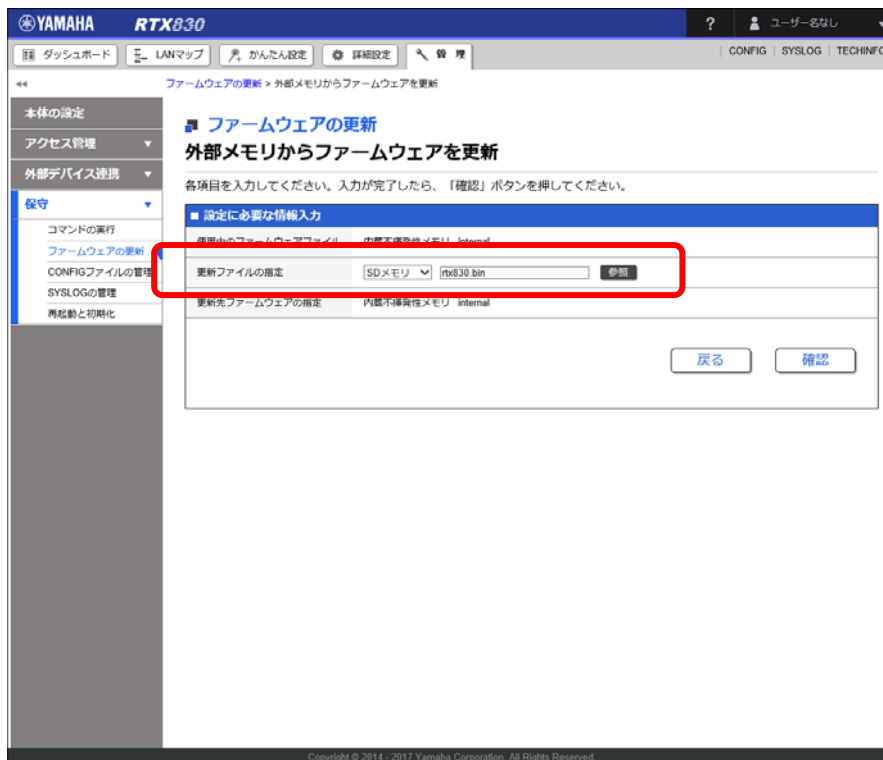 YAMAHA RTX830 ? ユーザー名なし
ダッシュボード LANマップ かんたん設定 詳細設定 管理 CONFIG SYSLOG TECHINFO
ファームウェアの更新 > 外部メモリからファームウェアを更新
本体の設定
アクセス管理
外部デバイス連携
保守
コマンドの実行
ファームウェアの更新
CONFIGファイルの管理
SYSLOGの管理
再起動と初期化
ファームウェアの更新
外部メモリからファームウェアを更新
各項目を入力してください。入力が完了したら、「確認」ボタンを押してください。
■ 設定に必要な情報入力
使用中のファームウェアファイル 内蔵不揮発性メモリ internal
更新ファイルの指定 SDメモリ rtx830.bin 参照
更新先ファームウェアの指定 内蔵不揮発性メモリ internal
戻る 確認
Copyright © 2014 - 2017 Yamaha Corporation. All Rights Reserved.